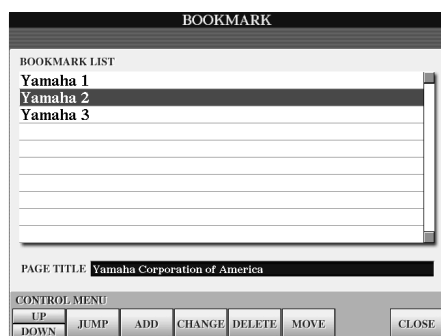 BOOKMARK
BOOKMARK LIST
Yamaha 1
Yamaha 2
Yamaha 3
PAGE TITLE Yamaha Corporation of America
CONTROL MENU
UP
DOWN
JUMP ADD CHANGE DELETE MOVE CLOSE